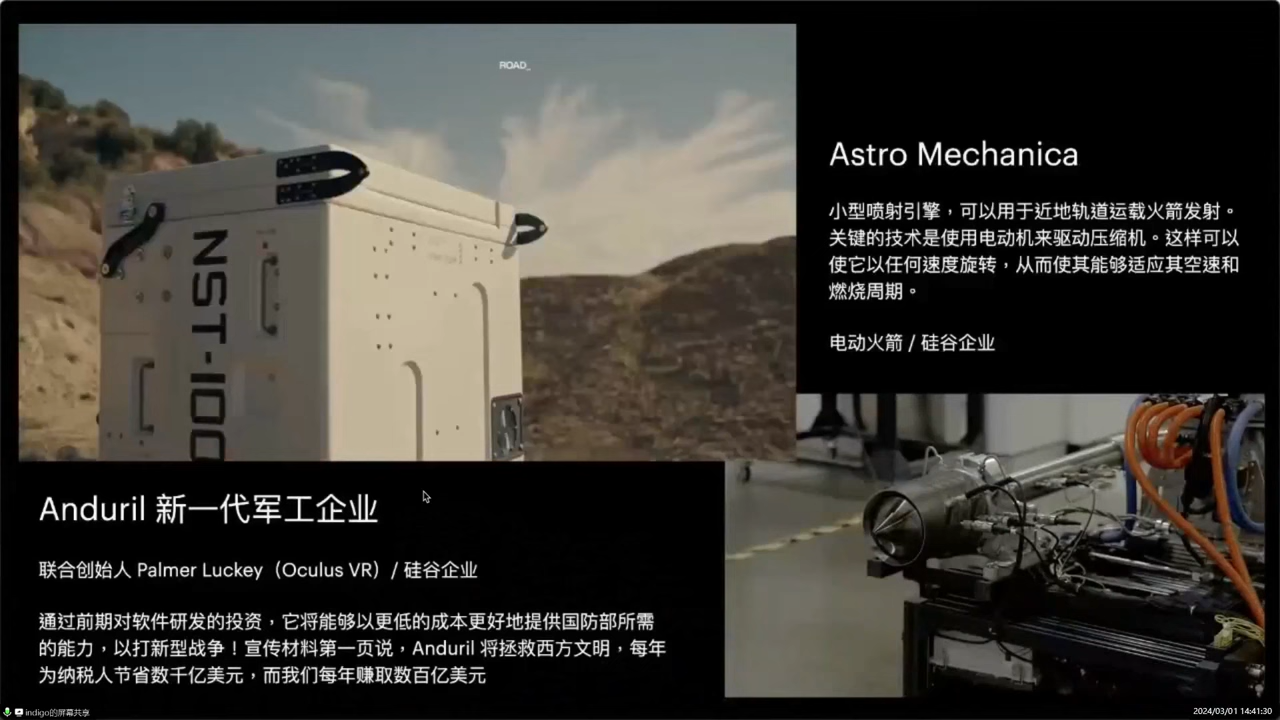 ROAD_
NST-100
Astro Mechanica
小型喷射引擎，可以用于近地轨道运载火箭发射。
关键的技术是使用电动机来驱动压缩机。这样可以
使它以任何速度旋转，从而使其能够适应其空速和
燃烧周期。
电动火箭 / 硅谷企业
Anduril 新一代军工企业
联合创始人 Palmer Luckey（Oculus VR）/ 硅谷企业
通过前期对软件研发的投资，它将能够以更低的成本更好地提供国防部所需
的能力，以打新型战争！宣传材料第一页说，Anduril 将拯救西方文明，每年
为纳税人节省数千亿美元，而我们每年赚取数百亿美元
indigo的屏幕共享
2024/03/01 14:41:30